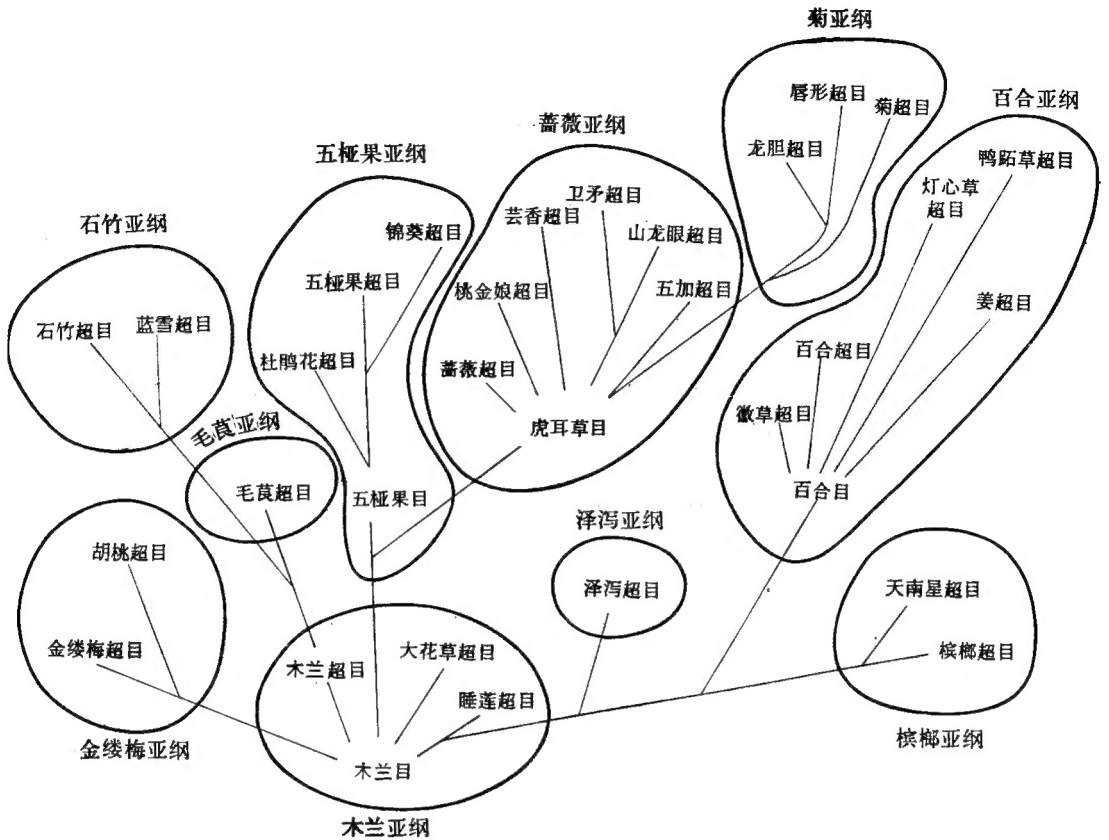 菊亚纲
唇形超目
菊超目
龙胆超目
百合亚纲
鸭跖草超目
灯心草
超目
姜超目
百合超目
徽草超目
百合目
蔷薇亚纲
卫矛超目
芸香超目
山龙眼超目
桃金娘超目
五加超目
蔷薇超目
虎耳草目
五桠果亚纲
锦葵超目
五桠果超目
杜鹃花超目
五桠果目
石竹亚纲
石竹超目
蓝雪超目
毛茛亚纲
毛茛超目
胡桃超目
金缕梅超目
金缕梅亚纲
泽泻亚纲
泽泻超目
天南星超目
槟榔超目
槟榔亚纲
木兰超目
大花草超目
睡莲超目
木兰目
木兰亚纲